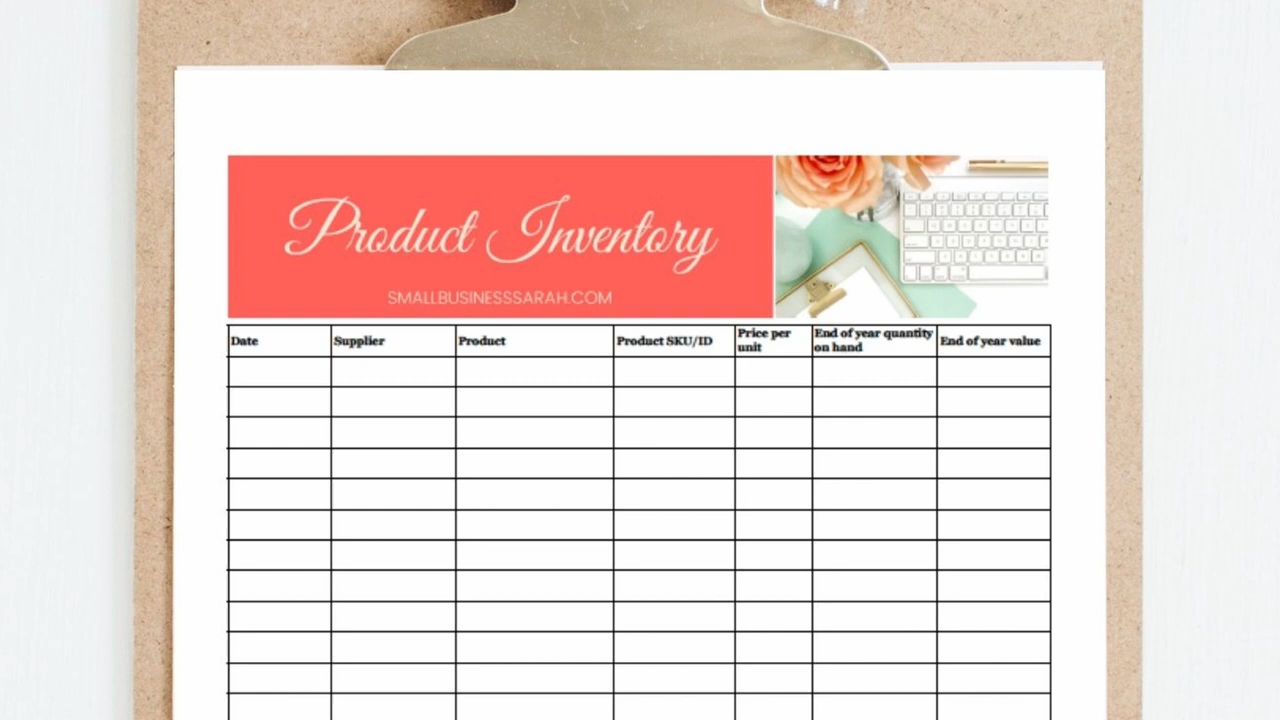 Product Inventory
SMALLBUSINESSSARAH.COM
Date Supplier Product Product SKU/ID Price per unit End of year quantity on hand End of year value